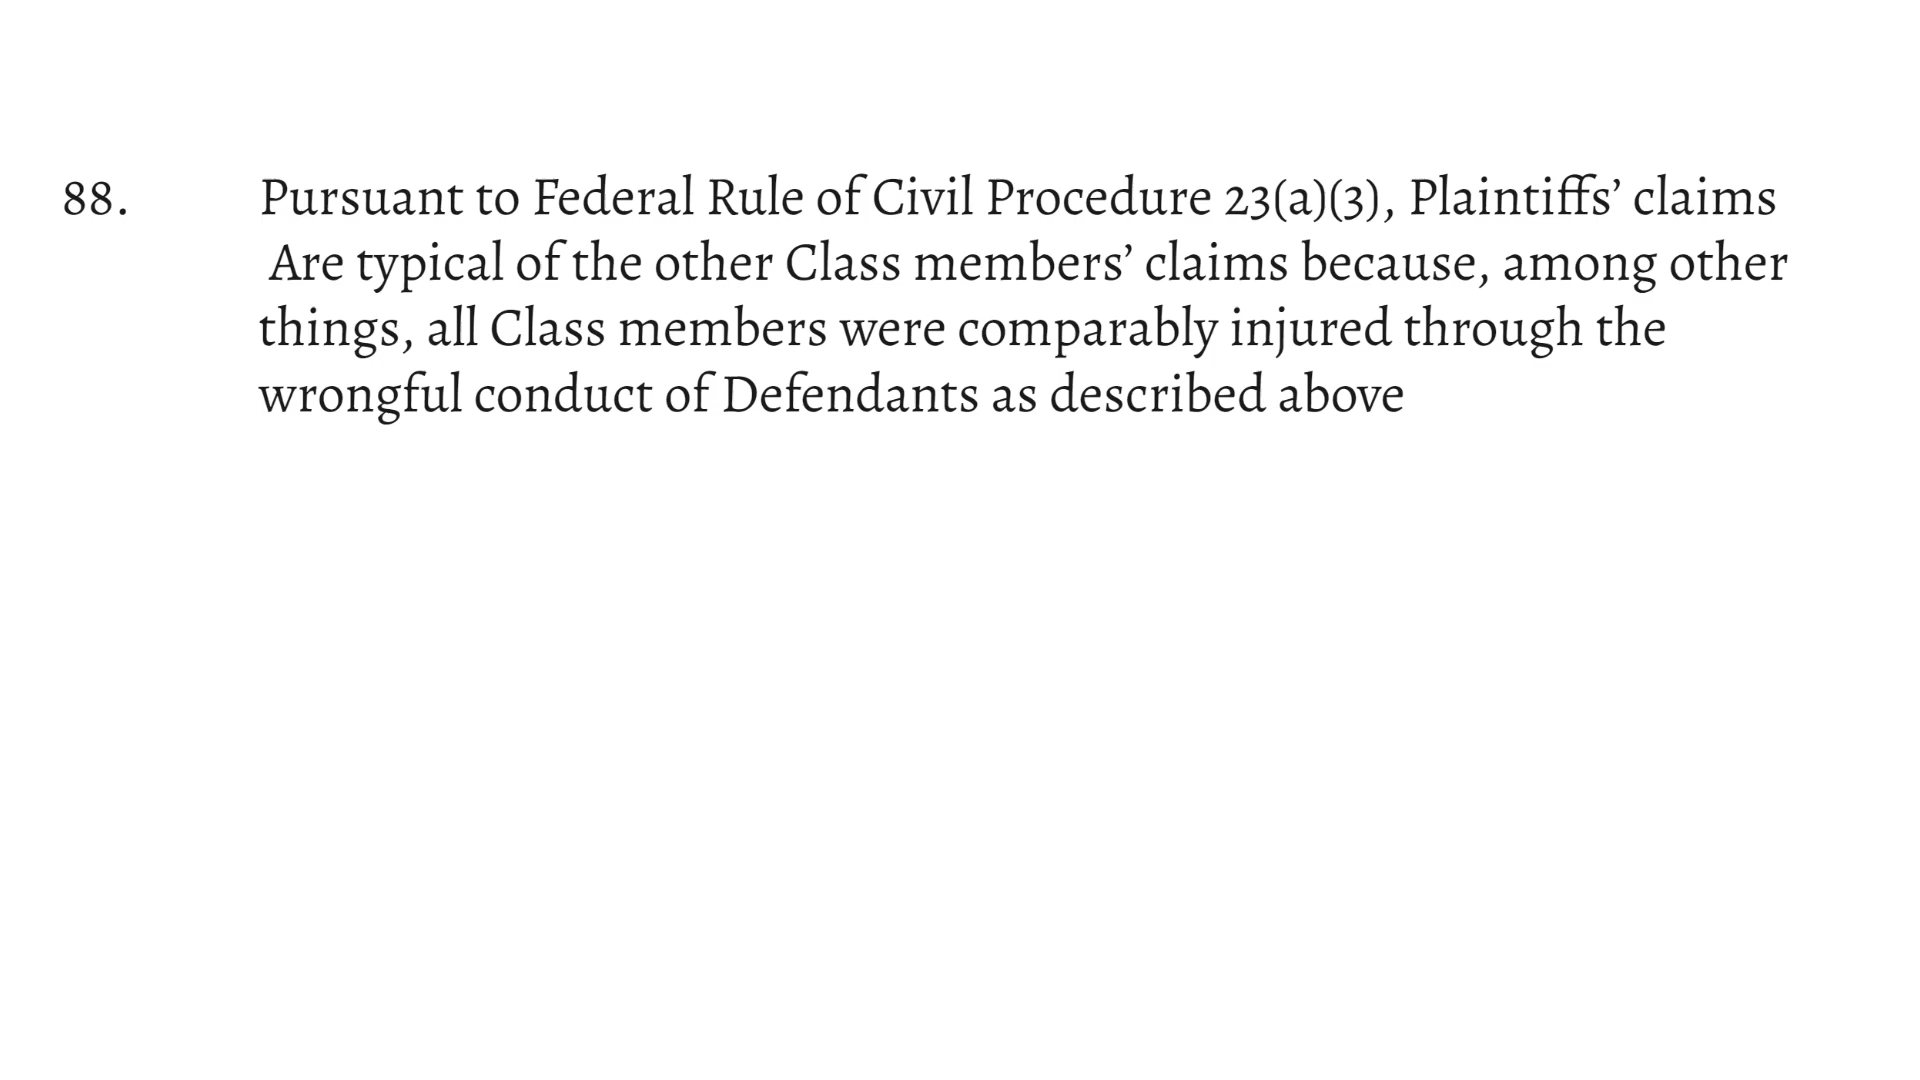 88. Pursuant to Federal Rule of Civil Procedure 23(a)(3), Plaintiffs’ claims
Are typical of the other Class members’ claims because, among other
things, all Class members were comparably injured through the
wrongful conduct of Defendants as described above